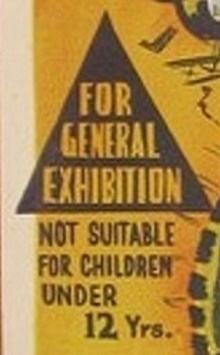 FOR
GENERAL
EXHIBITION
NOT SUITABLE
FOR CHILDREN
UNDER
12 Yrs.